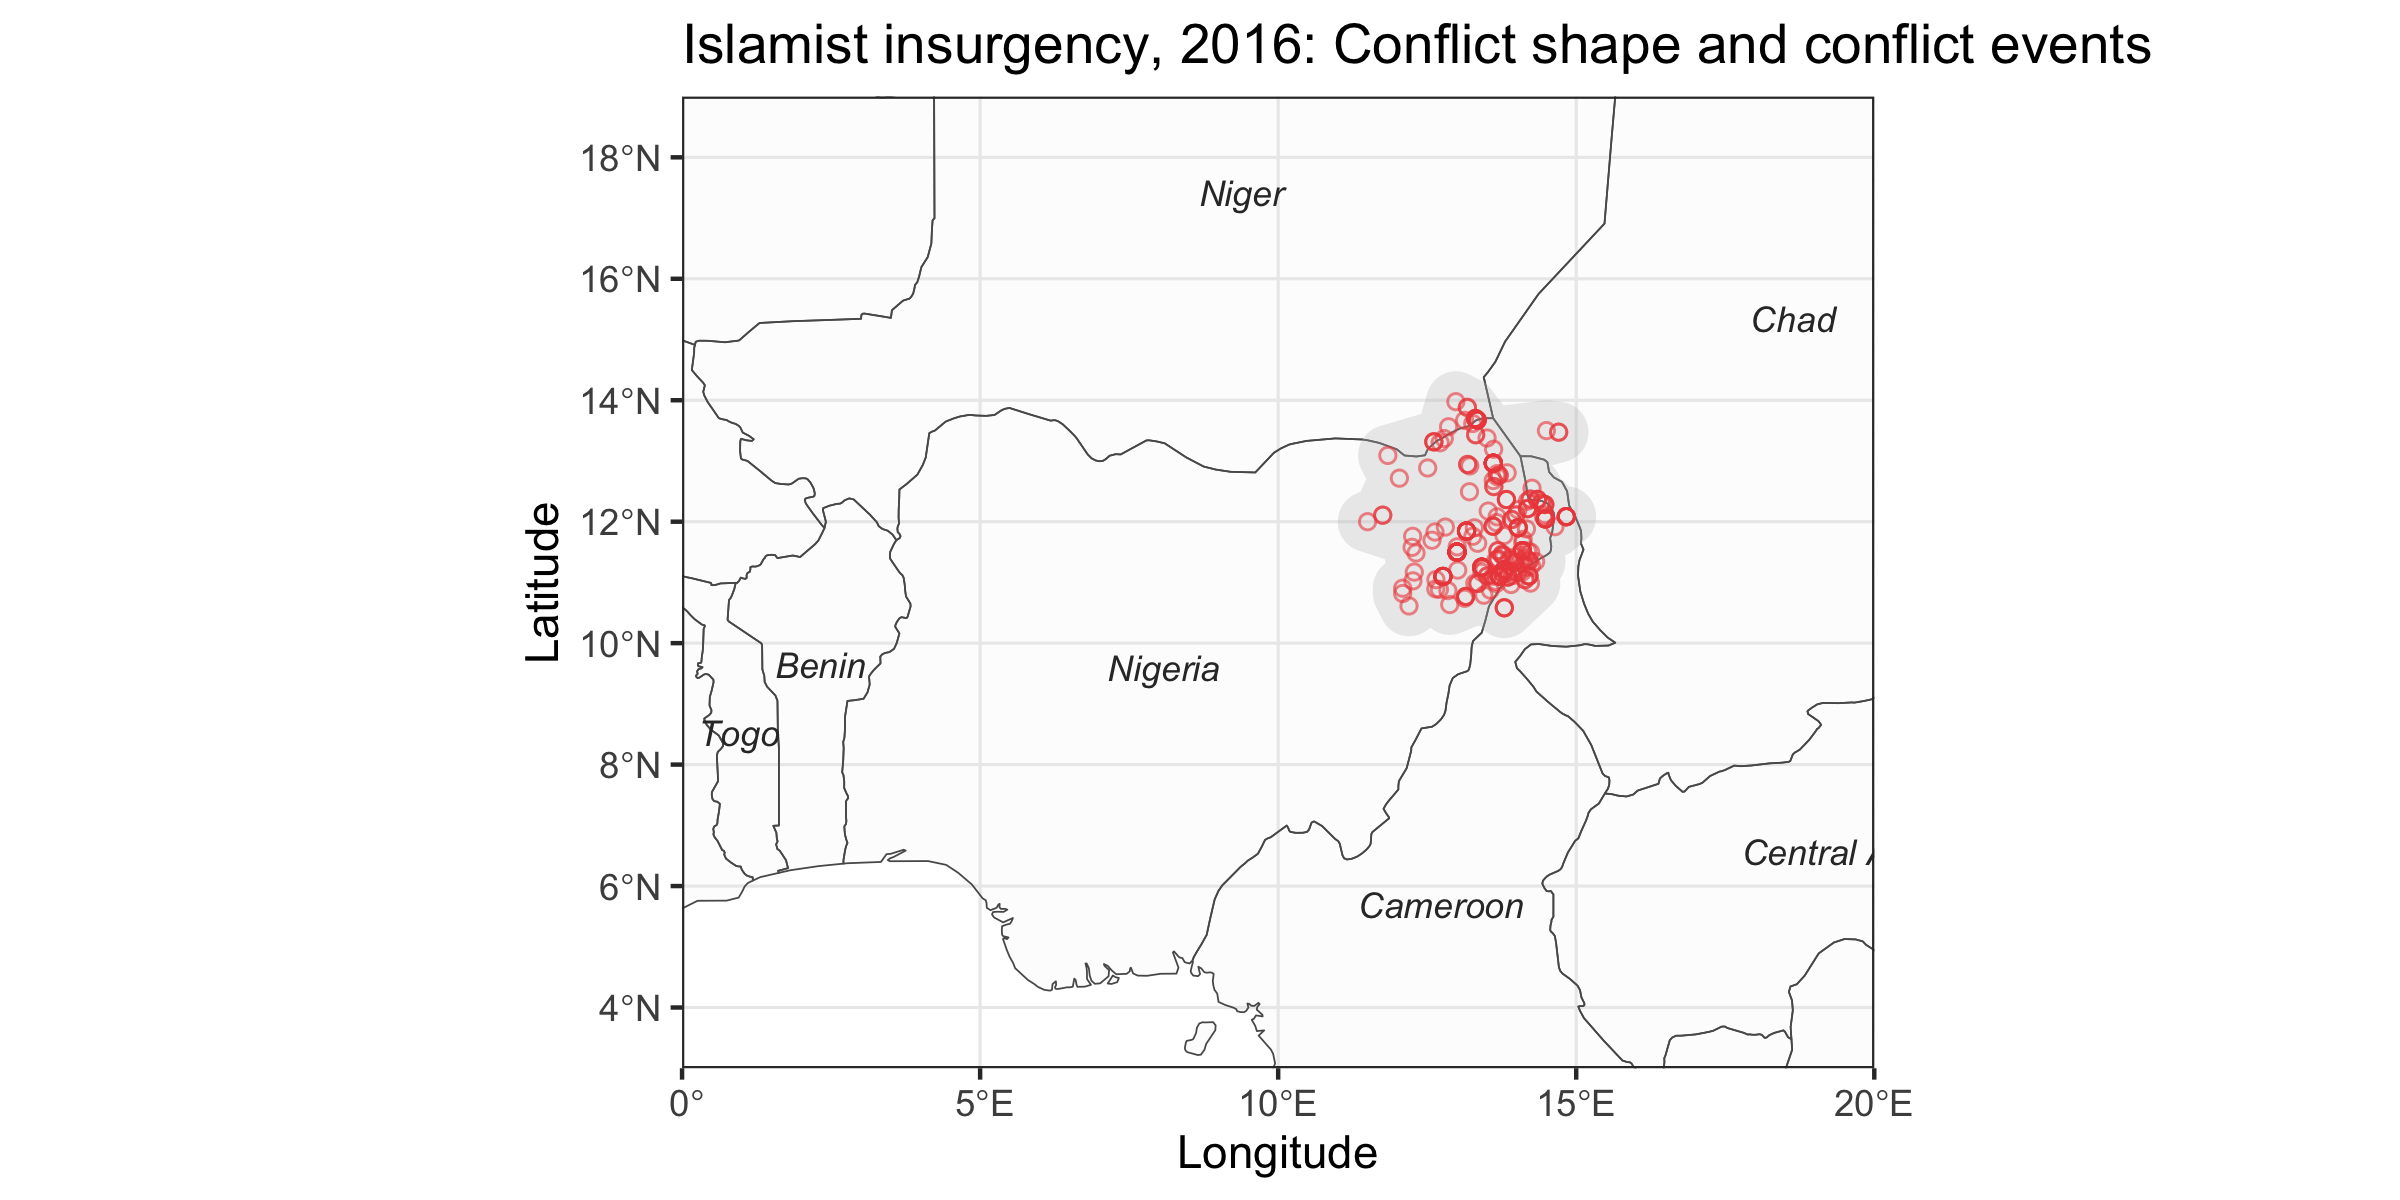 Islamist insurgency, 2016: Conflict shape and conflict events
18°N
Niger
16°N
Chad
14°N
Latitude
12°N
10°N
Benin
Nigeria
Togo
8°N
Central A
6°N
Cameroon
4°N
0°
5°E
10°E
15°E
20°E
Longitude